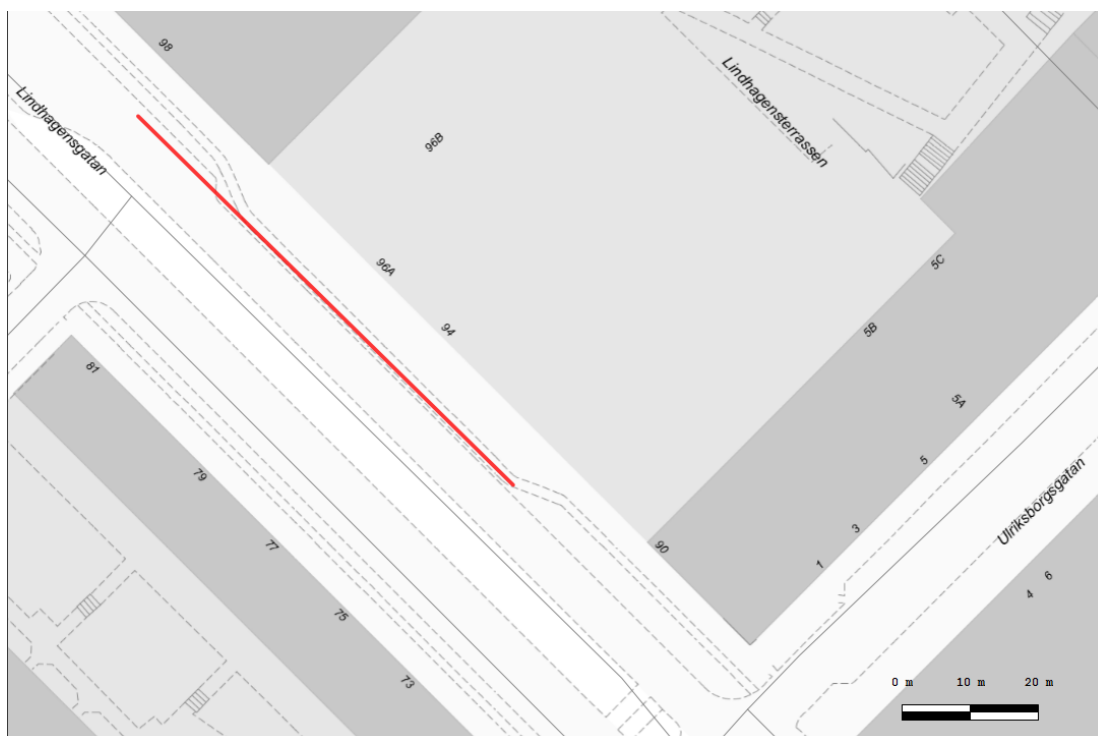 98
Lindhagensgatan
96B
Lindhagensterrassen
96A
94
5C
5B
5A
5
3
1
90
Ulriksborgsgatan
6
4
81
79
77
75
73
0 m 10 m 20 m